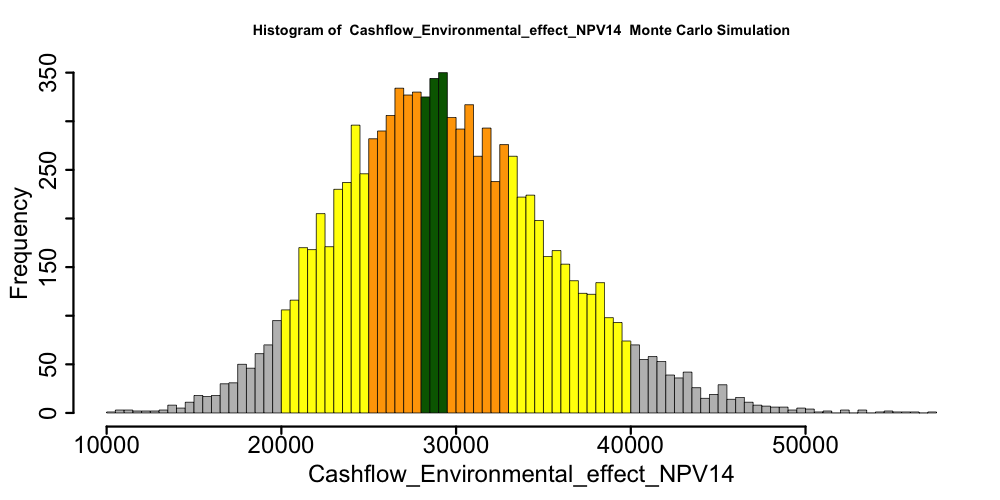 Histogram of  Cashflow_Environmental_effect_NPV14  Monte Carlo Simulation
350
250
150
50
0
Frequency
10000 20000 30000 40000 50000
Cashflow_Environmental_effect_NPV14